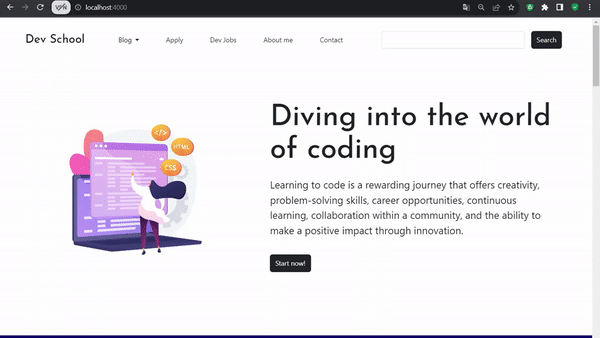 VPN
localhost:4000
Dev School
Blog
Apply
Dev Jobs
About me
Contact
Search
</>
HTML
CSS
Diving into the world
of coding
Learning to code is a rewarding journey that offers creativity,
problem-solving skills, career opportunities, continuous
learning, collaboration within a community, and the ability to
make a positive impact through innovation.
Start now!